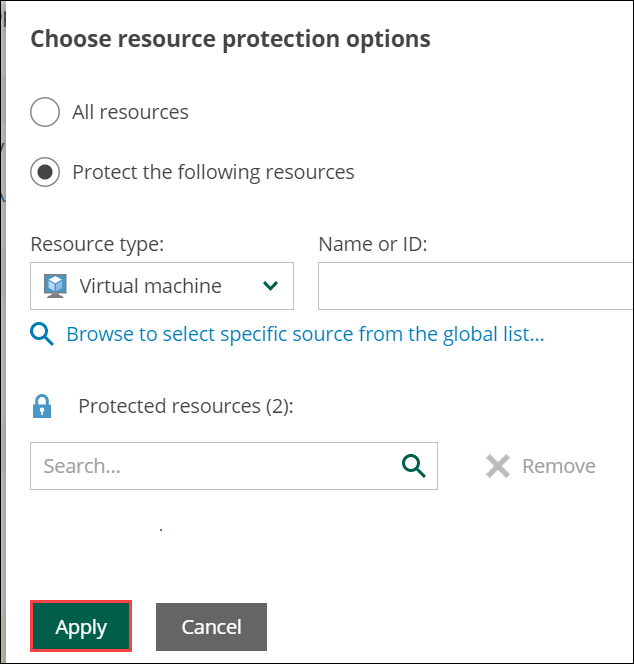 Choose resource protection options
All resources
Protect the following resources
Resource type: Name or ID:
Virtual machine
Browse to select specific source from the global list...
Protected resources (2):
Search... Remove
Apply Cancel